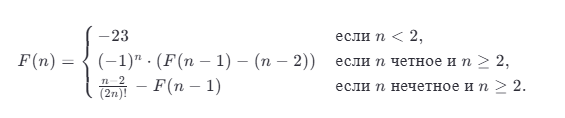 F(n) = { −23 если n < 2,
(−1)ⁿ · (F(n − 1) − (n − 2)) если n четное и n ≥ 2,
(n−2)/(2n)! − F(n − 1) если n нечетное и n ≥ 2.